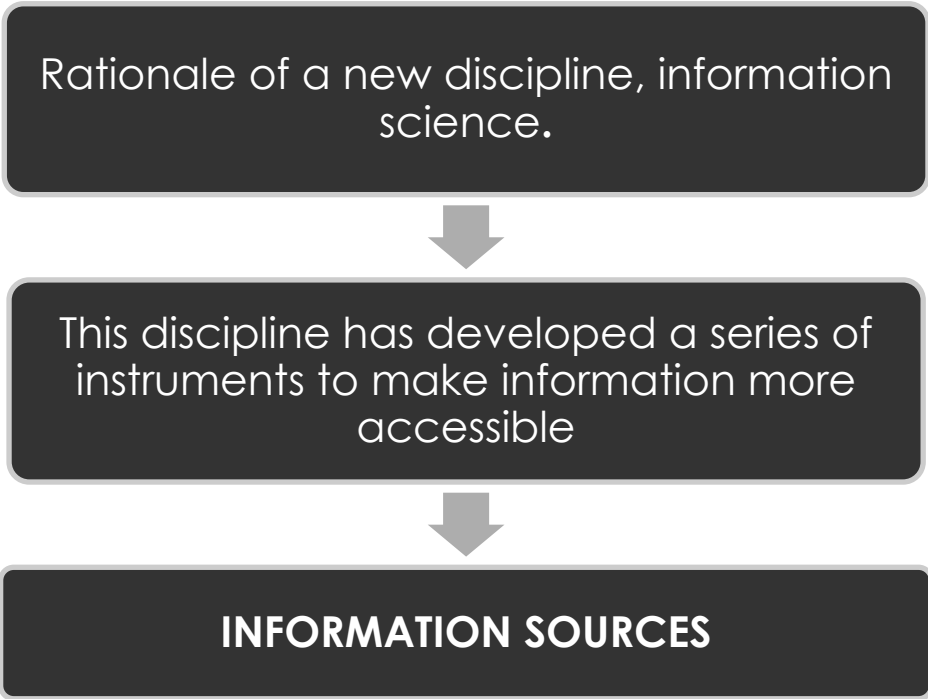 Rationale of a new discipline, information
science.
This discipline has developed a series of
instruments to make information more
accessible
INFORMATION SOURCES